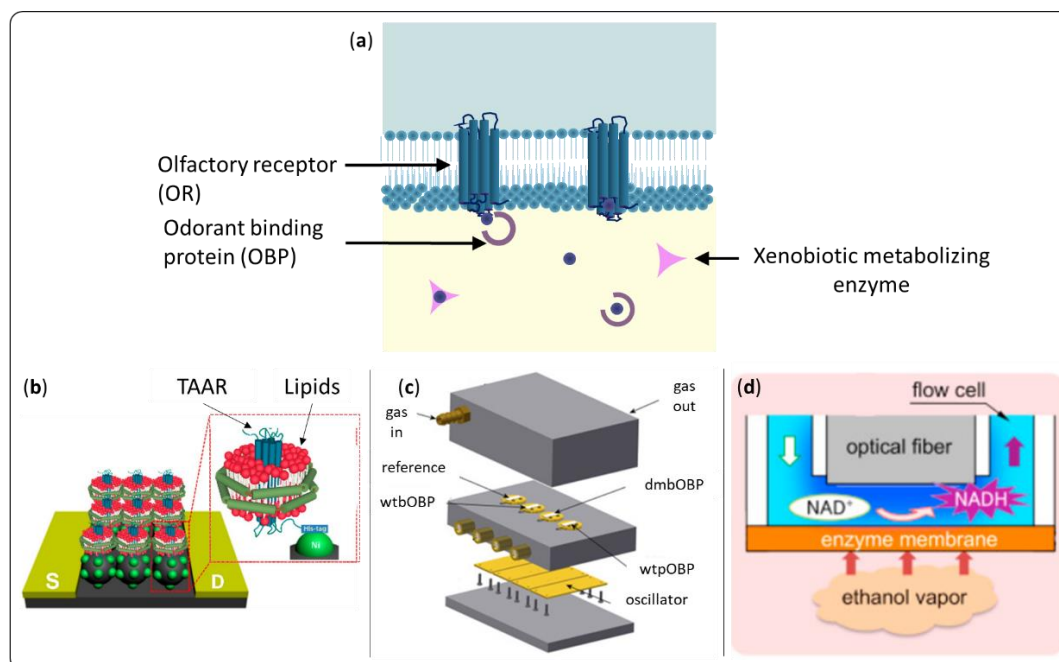 (a)
Olfactory receptor
(OR)
Odorant binding
protein (OBP)
Xenobiotic metabolizing
enzyme
(b)
TAAR
Lipids
His-tag
Ni
S
D
(c)
gas
in
gas
out
reference
wtbOBP
dmbOBP
wtpOBP
oscillator
(d)
flow cell
optical fiber
NAD+
NADH
enzyme membrane
ethanol vapor